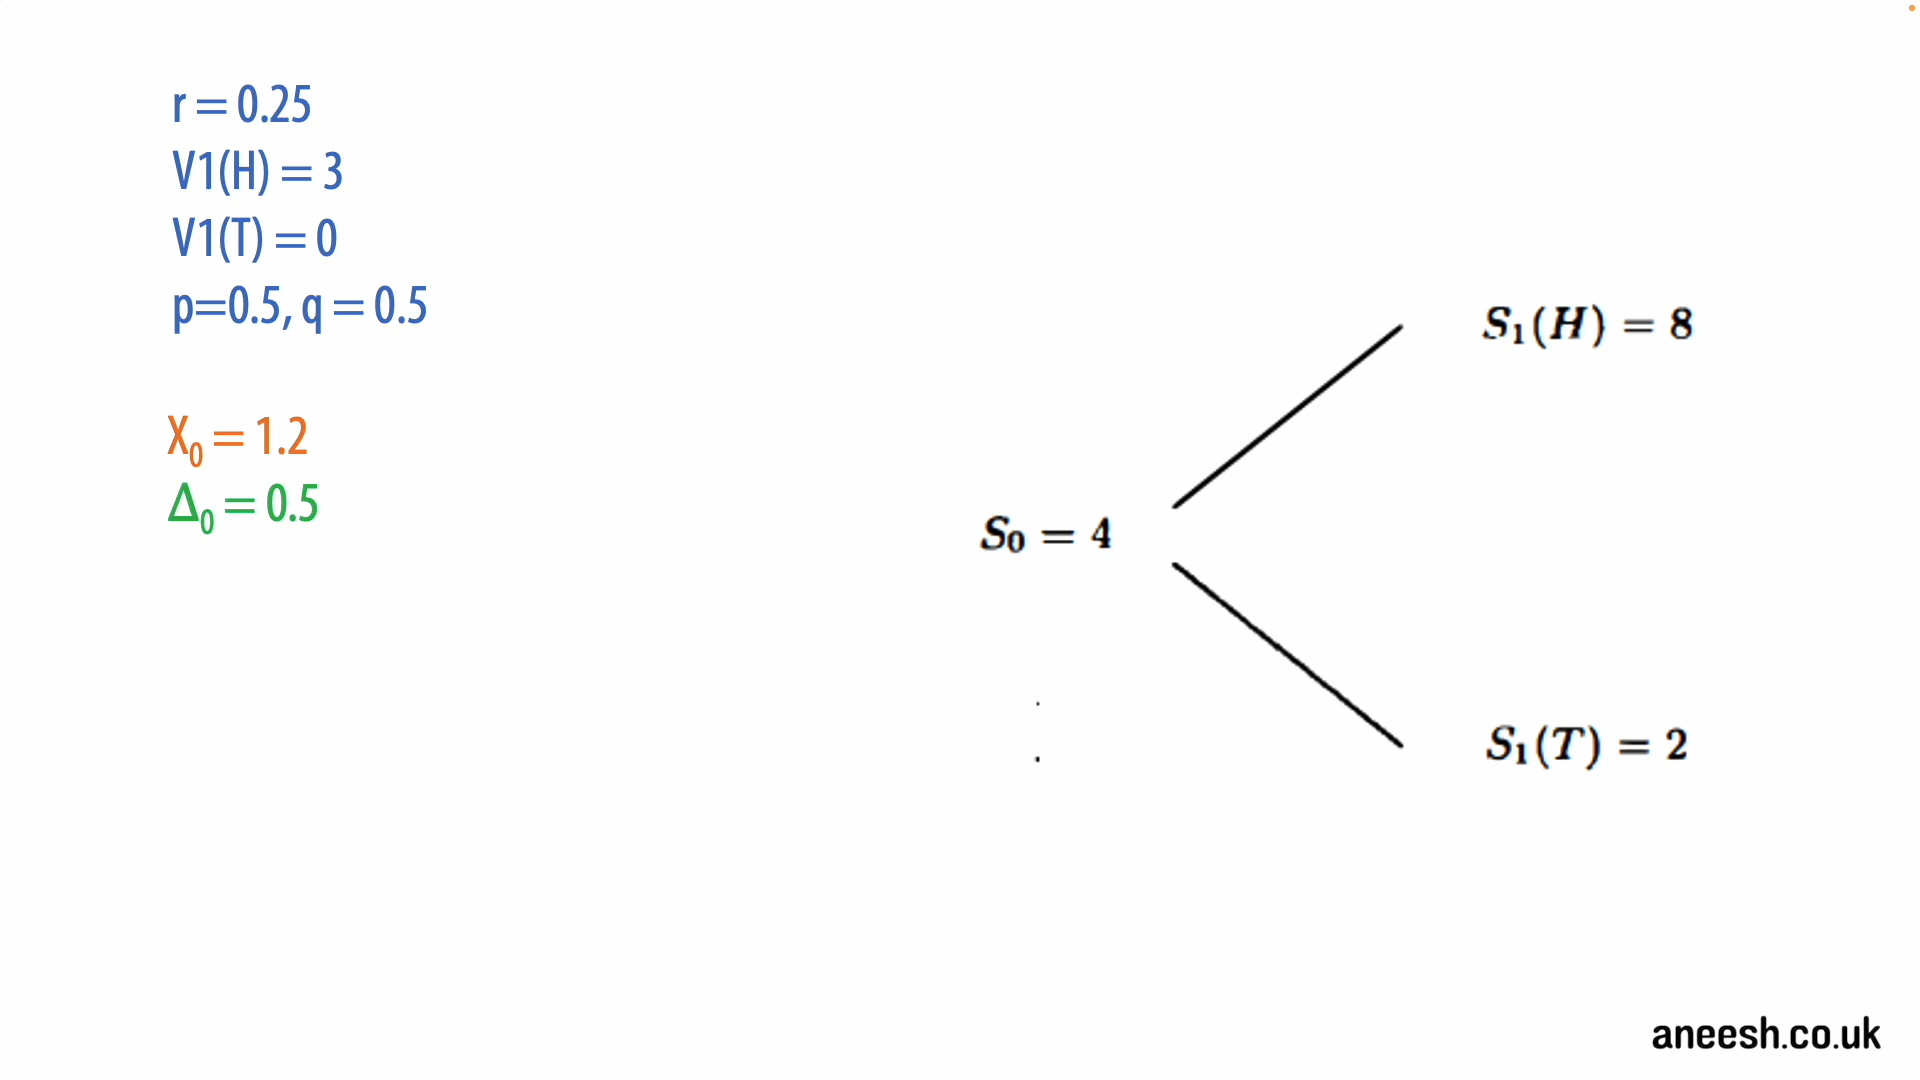 r = 0.25
V1(H) = 3
V1(T) = 0
p=0.5, q = 0.5
X₀ = 1.2
Δ₀ = 0.5
S₁(H) = 8
S₀ = 4
S₁(T) = 2
aneesh.co.uk